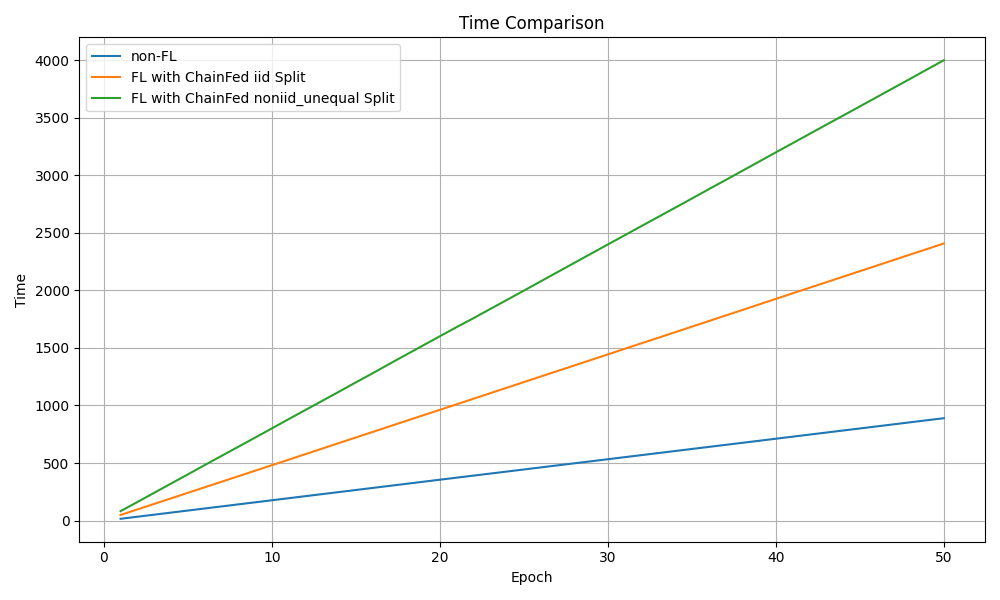 Time Comparison
non-FL
FL with ChainFed iid Split
FL with ChainFed noniid_unequal Split
4000
3500
3000
2500
2000
1500
1000
500
0
Time
0 10 20 30 40 50
Epoch